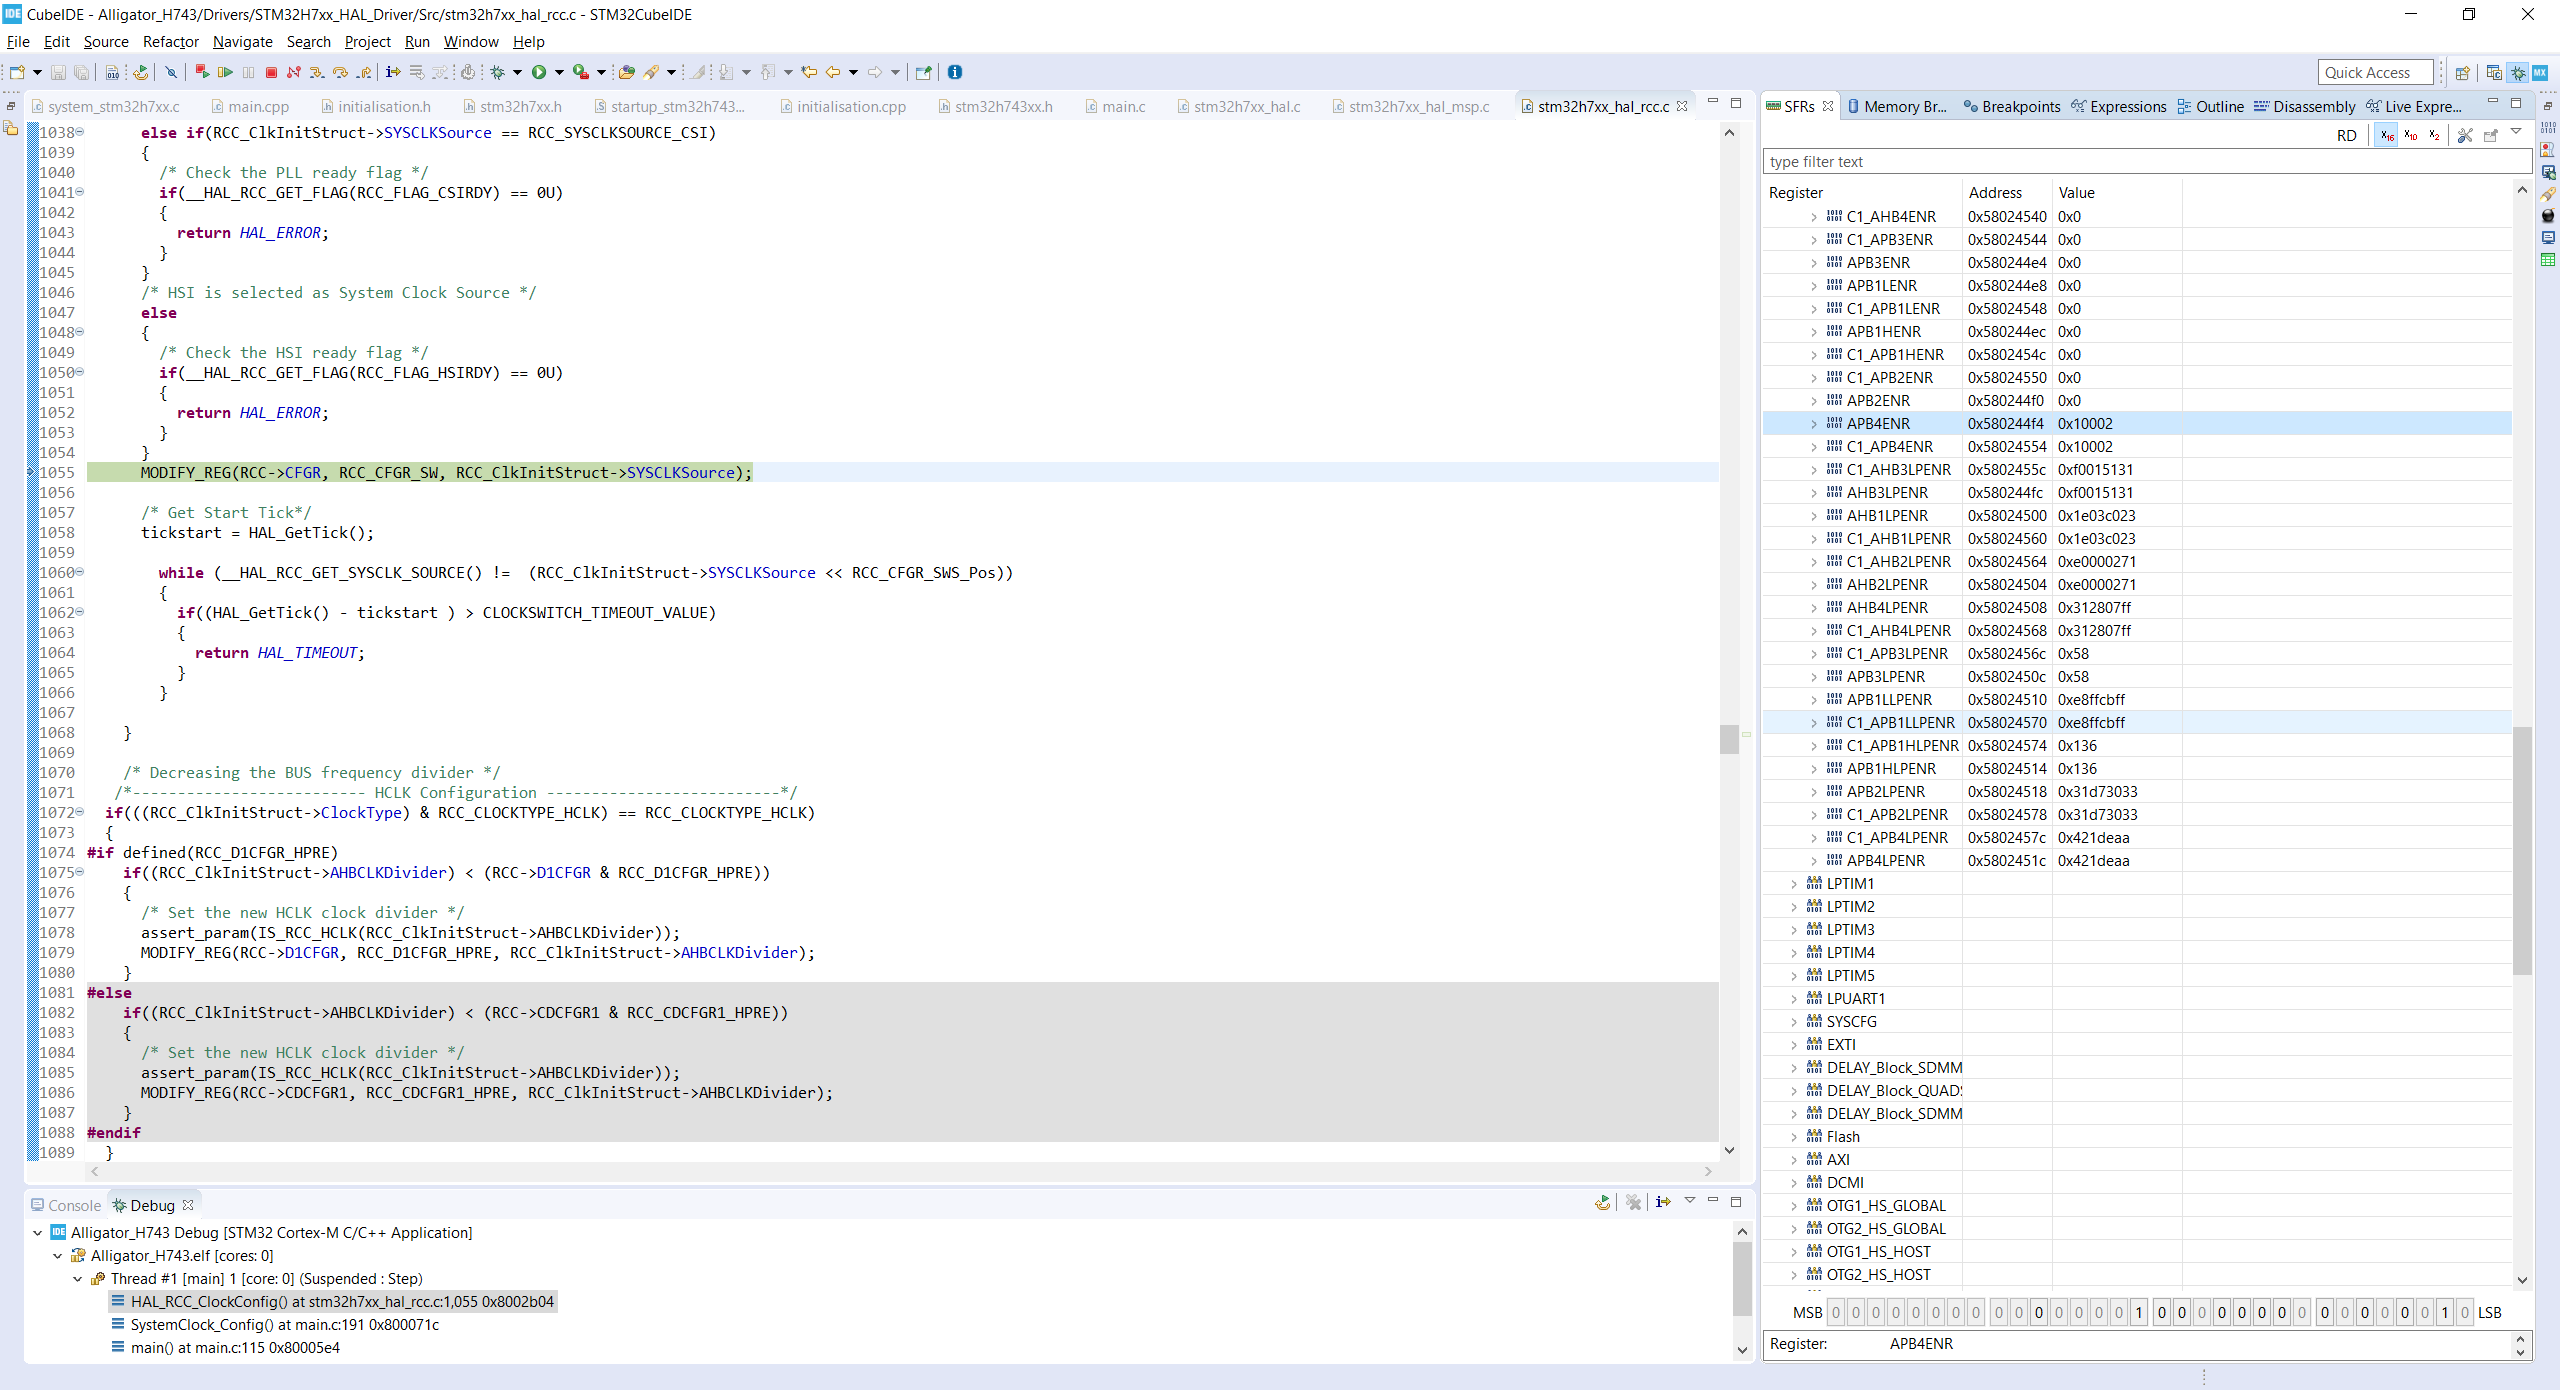 CubeIDE - Alligator_H743/Drivers/STM32H7xx_HAL_Driver/Src/stm32h7xx_hal_rcc.c - STM32CubeIDE
File Edit Source Refactor Navigate Search Project Run Window Help
Quick Access
system_stm32h7xx.c main.cpp initialisation.h stm32h7xx.h startup_stm32h743... initialisation.cpp stm32h743xx.h main.c stm32h7xx_hal.c stm32h7xx_hal_msp.c stm32h7xx_hal_rcc.c
1038 else if(RCC_ClkInitStruct->SYSCLKSource == RCC_SYSCLKSOURCE_CSI)
1039 {
1040 /* Check the PLL ready flag */
1041 if(__HAL_RCC_GET_FLAG(RCC_FLAG_CSIRDY) == 0U)
1042 {
1043 return HAL_ERROR;
1044 }
1045 }
1046 /* HSI is selected as System Clock Source */
1047 else
1048 {
1049 /* Check the HSI ready flag */
1050 if(__HAL_RCC_GET_FLAG(RCC_FLAG_HSIRDY) == 0U)
1051 {
1052 return HAL_ERROR;
1053 }
1054 }
1055 MODIFY_REG(RCC->CFGR, RCC_CFGR_SW, RCC_ClkInitStruct->SYSCLKSource);
1056
1057 /* Get Start Tick*/
1058 tickstart = HAL_GetTick();
1059
1060 while (__HAL_RCC_GET_SYSCLK_SOURCE() != (RCC_ClkInitStruct->SYSCLKSource << RCC_CFGR_SWS_Pos))
1061 {
1062 if((HAL_GetTick() - tickstart ) > CLOCKSWITCH_TIMEOUT_VALUE)
1063 {
1064 return HAL_TIMEOUT;
1065 }
1066 }
1067
1068 }
1069
1070 /* Decreasing the BUS frequency divider */
1071 /*-------------------------- HCLK Configuration --------------------------*/
1072 if(((RCC_ClkInitStruct->ClockType) & RCC_CLOCKTYPE_HCLK) == RCC_CLOCKTYPE_HCLK)
1073 {
1074 #if defined(RCC_D1CFGR_HPRE)
1075 if((RCC_ClkInitStruct->AHBCLKDivider) < (RCC->D1CFGR & RCC_D1CFGR_HPRE))
1076 {
1077 /* Set the new HCLK clock divider */
1078 assert_param(IS_RCC_HCLK(RCC_ClkInitStruct->AHBCLKDivider));
1079 MODIFY_REG(RCC->D1CFGR, RCC_D1CFGR_HPRE, RCC_ClkInitStruct->AHBCLKDivider);
1080 }
1081 #else
1082 if((RCC_ClkInitStruct->AHBCLKDivider) < (RCC->CDCFGR1 & RCC_CDCFGR1_HPRE))
1083 {
1084 /* Set the new HCLK clock divider */
1085 assert_param(IS_RCC_HCLK(RCC_ClkInitStruct->AHBCLKDivider));
1086 MODIFY_REG(RCC->CDCFGR1, RCC_CDCFGR1_HPRE, RCC_ClkInitStruct->AHBCLKDivider);
1087 }
1088 #endif
1089 }
Console Debug
Alligator_H743 Debug [STM32 Cortex-M C/C++ Application]
Alligator_H743.elf [cores: 0]
Thread #1 [main] 1 [core: 0] (Suspended : Step)
HAL_RCC_ClockConfig() at stm32h7xx_hal_rcc.c:1,055 0x8002b04
SystemClock_Config() at main.c:191 0x800071c
main() at main.c:115 0x80005e4
SFRs Memory Br... Breakpoints Expressions Outline Disassembly Live Expre...
RD X16 X10 X2
type filter text
Register Address Value
C1_AHB4ENR 0x58024540 0x0
C1_APB3ENR 0x58024544 0x0
APB3ENR 0x580244e4 0x0
APB1LENR 0x580244e8 0x0
C1_APB1LENR 0x58024548 0x0
APB1HENR 0x580244ec 0x0
C1_APB1HENR 0x5802454c 0x0
C1_APB2ENR 0x58024550 0x0
APB2ENR 0x580244f0 0x0
APB4ENR 0x580244f4 0x10002
C1_APB4ENR 0x58024554 0x10002
C1_AHB3LPENR 0x5802455c 0xf0015131
AHB3LPENR 0x580244fc 0xf0015131
AHB1LPENR 0x58024500 0x1e03c023
C1_AHB1LPENR 0x58024560 0x1e03c023
C1_AHB2LPENR 0x58024564 0xe0000271
AHB2LPENR 0x58024504 0xe0000271
AHB4LPENR 0x58024508 0x312807ff
C1_AHB4LPENR 0x58024568 0x312807ff
C1_APB3LPENR 0x5802456c 0x58
APB3LPENR 0x5802450c 0x58
APB1LLPENR 0x58024510 0xe8ffcbff
C1_APB1LLPENR 0x58024570 0xe8ffcbff
C1_APB1HLPENR 0x58024574 0x136
APB1HLPENR 0x58024514 0x136
APB2LPENR 0x58024518 0x31d73033
C1_APB2LPENR 0x58024578 0x31d73033
C1_APB4LPENR 0x5802457c 0x421deaa
APB4LPENR 0x5802451c 0x421deaa
LPTIM1
LPTIM2
LPTIM3
LPTIM4
LPTIM5
LPUART1
SYSCFG
EXTI
DELAY_Block_SDMM
DELAY_Block_QUAD
DELAY_Block_SDMM
Flash
AXI
DCMI
OTG1_HS_GLOBAL
OTG2_HS_GLOBAL
OTG1_HS_HOST
OTG2_HS_HOST
MSB 0 0 0 0 0 0 0 0 0 0 0 0 0 0 0 1 0 0 0 0 0 0 0 0 0 0 0 0 0 0 1 0 LSB
Register: APB4ENR